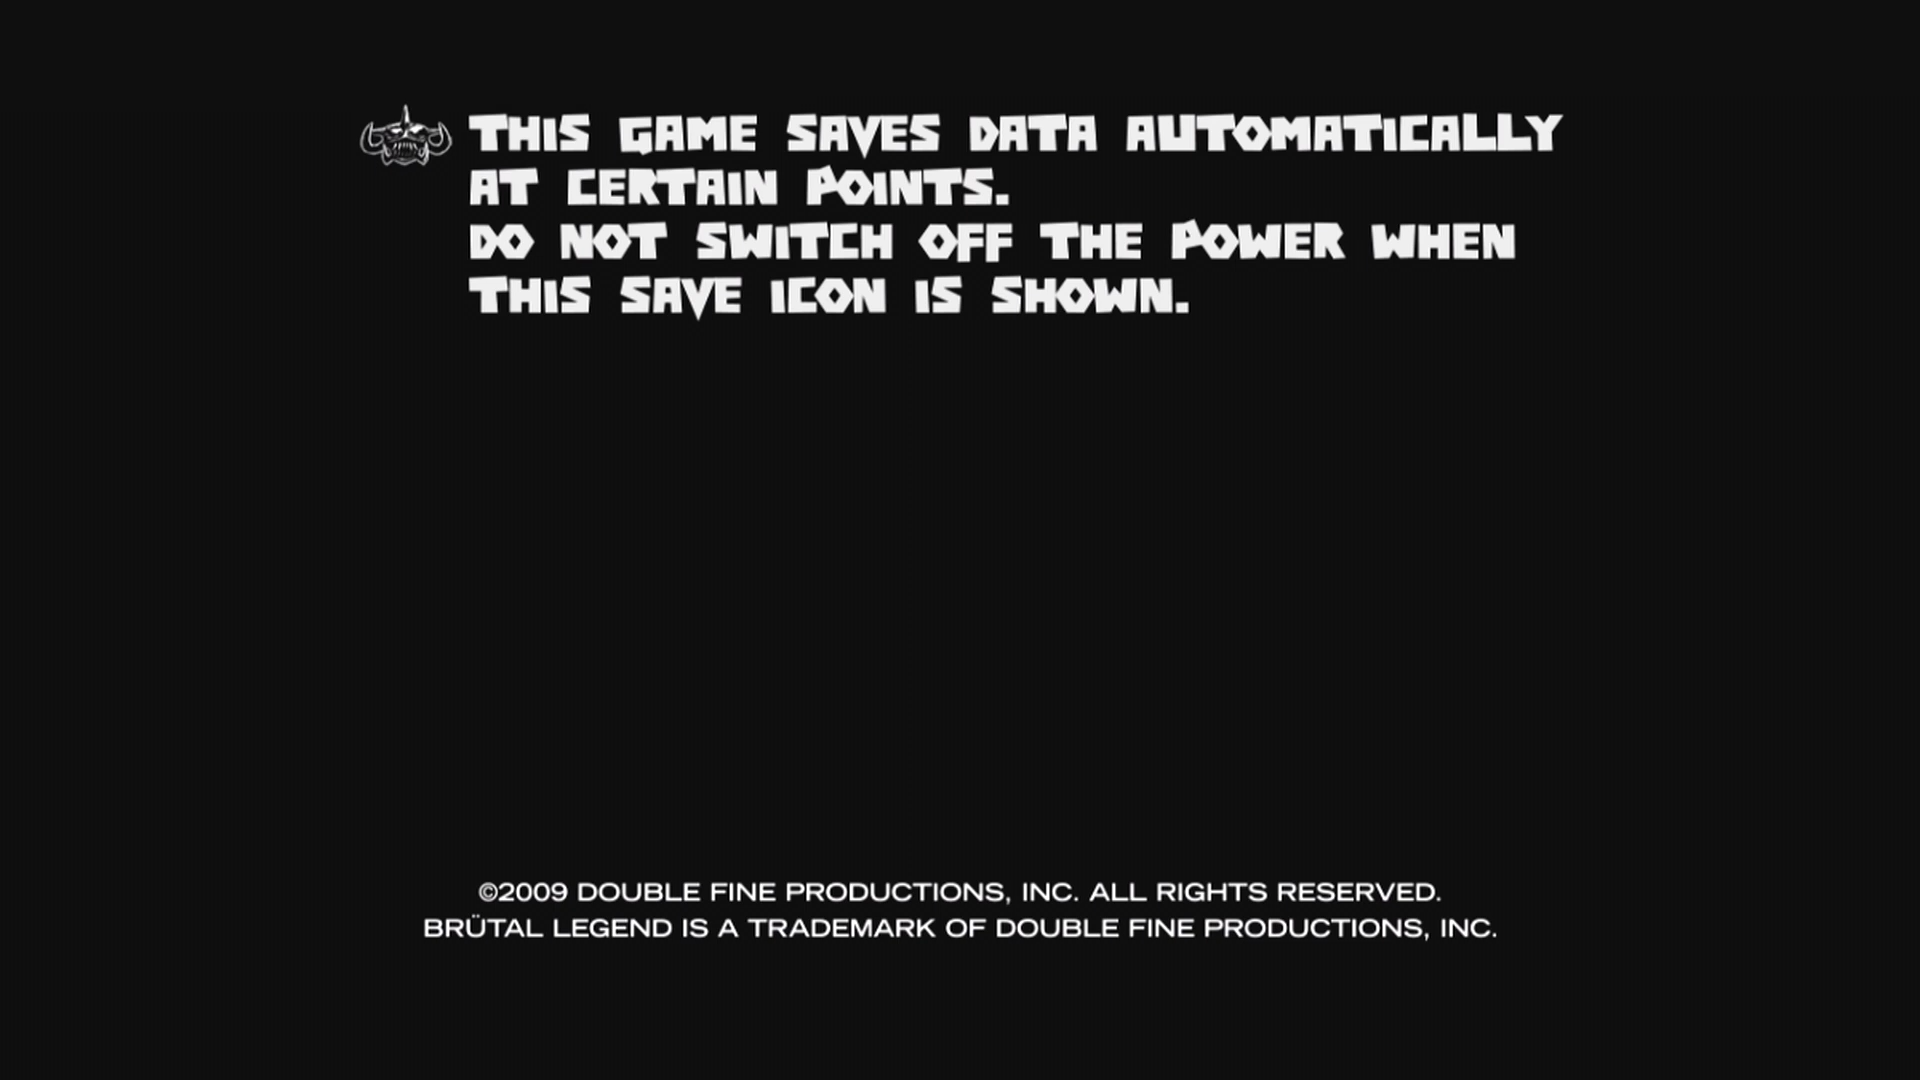 THIS GAME SAVES DATA AUTOMATICALLY
AT CERTAIN POINTS.
DO NOT SWITCH OFF THE POWER WHEN
THIS SAVE ICON IS SHOWN.
©2009 DOUBLE FINE PRODUCTIONS, INC. ALL RIGHTS RESERVED.
BRÜTAL LEGEND IS A TRADEMARK OF DOUBLE FINE PRODUCTIONS, INC.